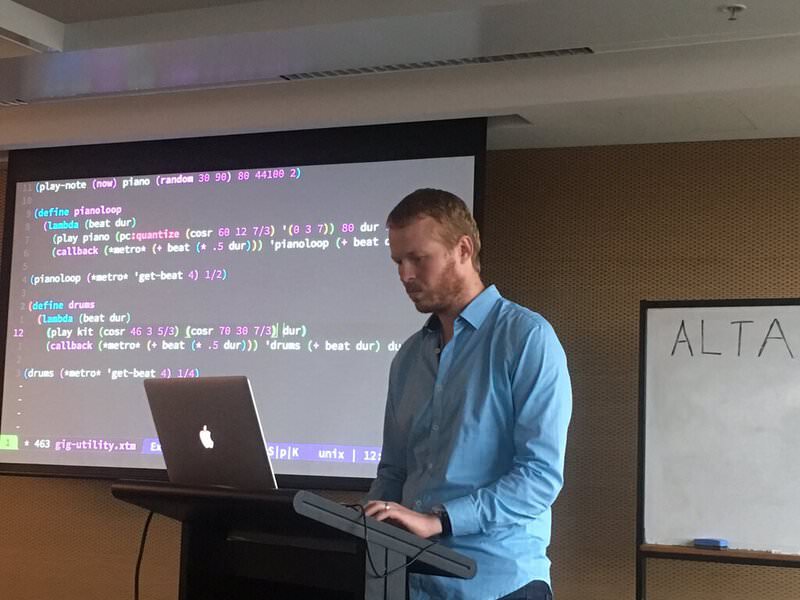 11 (play-note (now) piano (random 30 90) 80 44100 2)
(define pianoloop
(lambda (beat dur)
(play piano (pc:quantize (cosr 60 12 7/3) '(0 3 7)) 80 dur
(callback (*metro* (+ beat (* .5 dur))) 'pianoloop (+ beat d
(pianoloop (*metro* 'get-beat 4) 1/2)
(define drums
(lambda (beat dur)
12 (play kit (cosr 46 3 5/3) (cosr 70 30 7/3) dur)
(callback (*metro* (+ beat (* .5 dur))) 'drums (+ beat dur) du
(drums (*metro* 'get-beat 4) 1/4)
1 * 463 gig-utility.xtm Ex S|p|K unix | 12:
ALTA